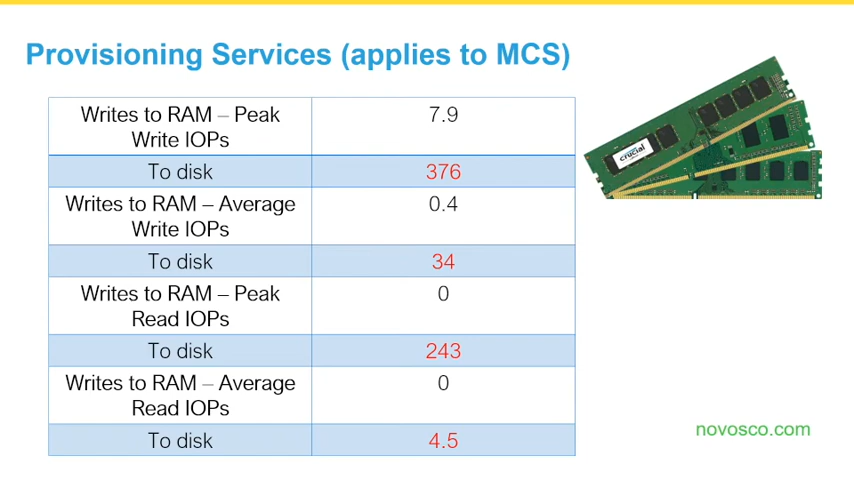 Provisioning Services (applies to MCS)
Writes to RAM – Peak
Write IOPs
7.9
To disk
376
Writes to RAM – Average
Write IOPs
0.4
To disk
34
Writes to RAM – Peak
Read IOPs
0
To disk
243
Writes to RAM – Average
Read IOPs
0
To disk
4.5
crucial
novosco.com